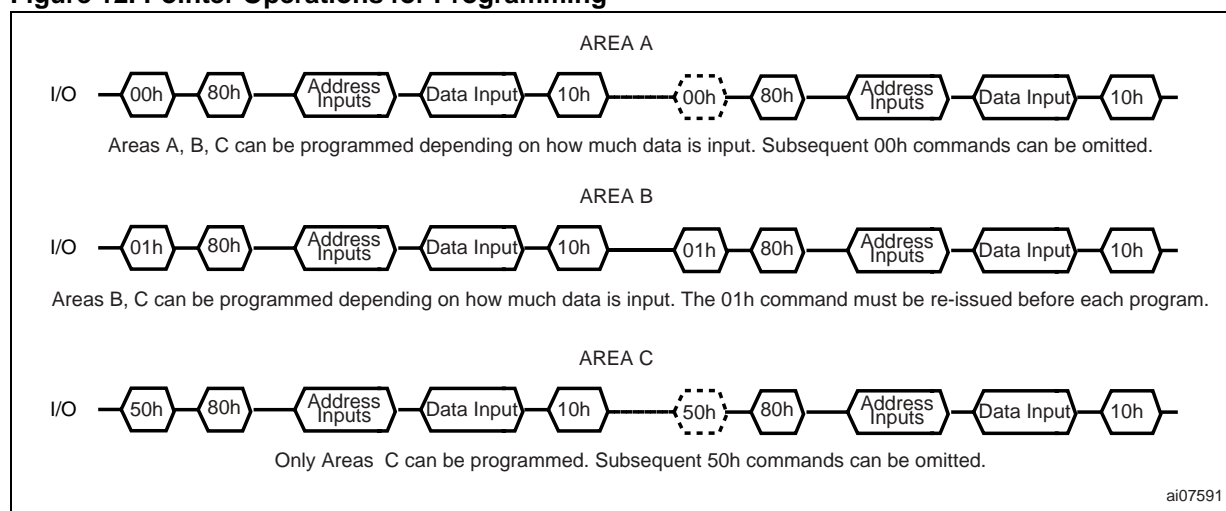 Figure 12. Pointer Operations for Programming
AREA A
I/O 00h 80h Address Inputs Data Input 10h 00h 80h Address Inputs Data Input 10h
Areas A, B, C can be programmed depending on how much data is input. Subsequent 00h commands can be omitted.
AREA B
I/O 01h 80h Address Inputs Data Input 10h 01h 80h Address Inputs Data Input 10h
Areas B, C can be programmed depending on how much data is input. The 01h command must be re-issued before each program.
AREA C
I/O 50h 80h Address Inputs Data Input 10h 50h 80h Address Inputs Data Input 10h
Only Areas C can be programmed. Subsequent 50h commands can be omitted.
ai07591